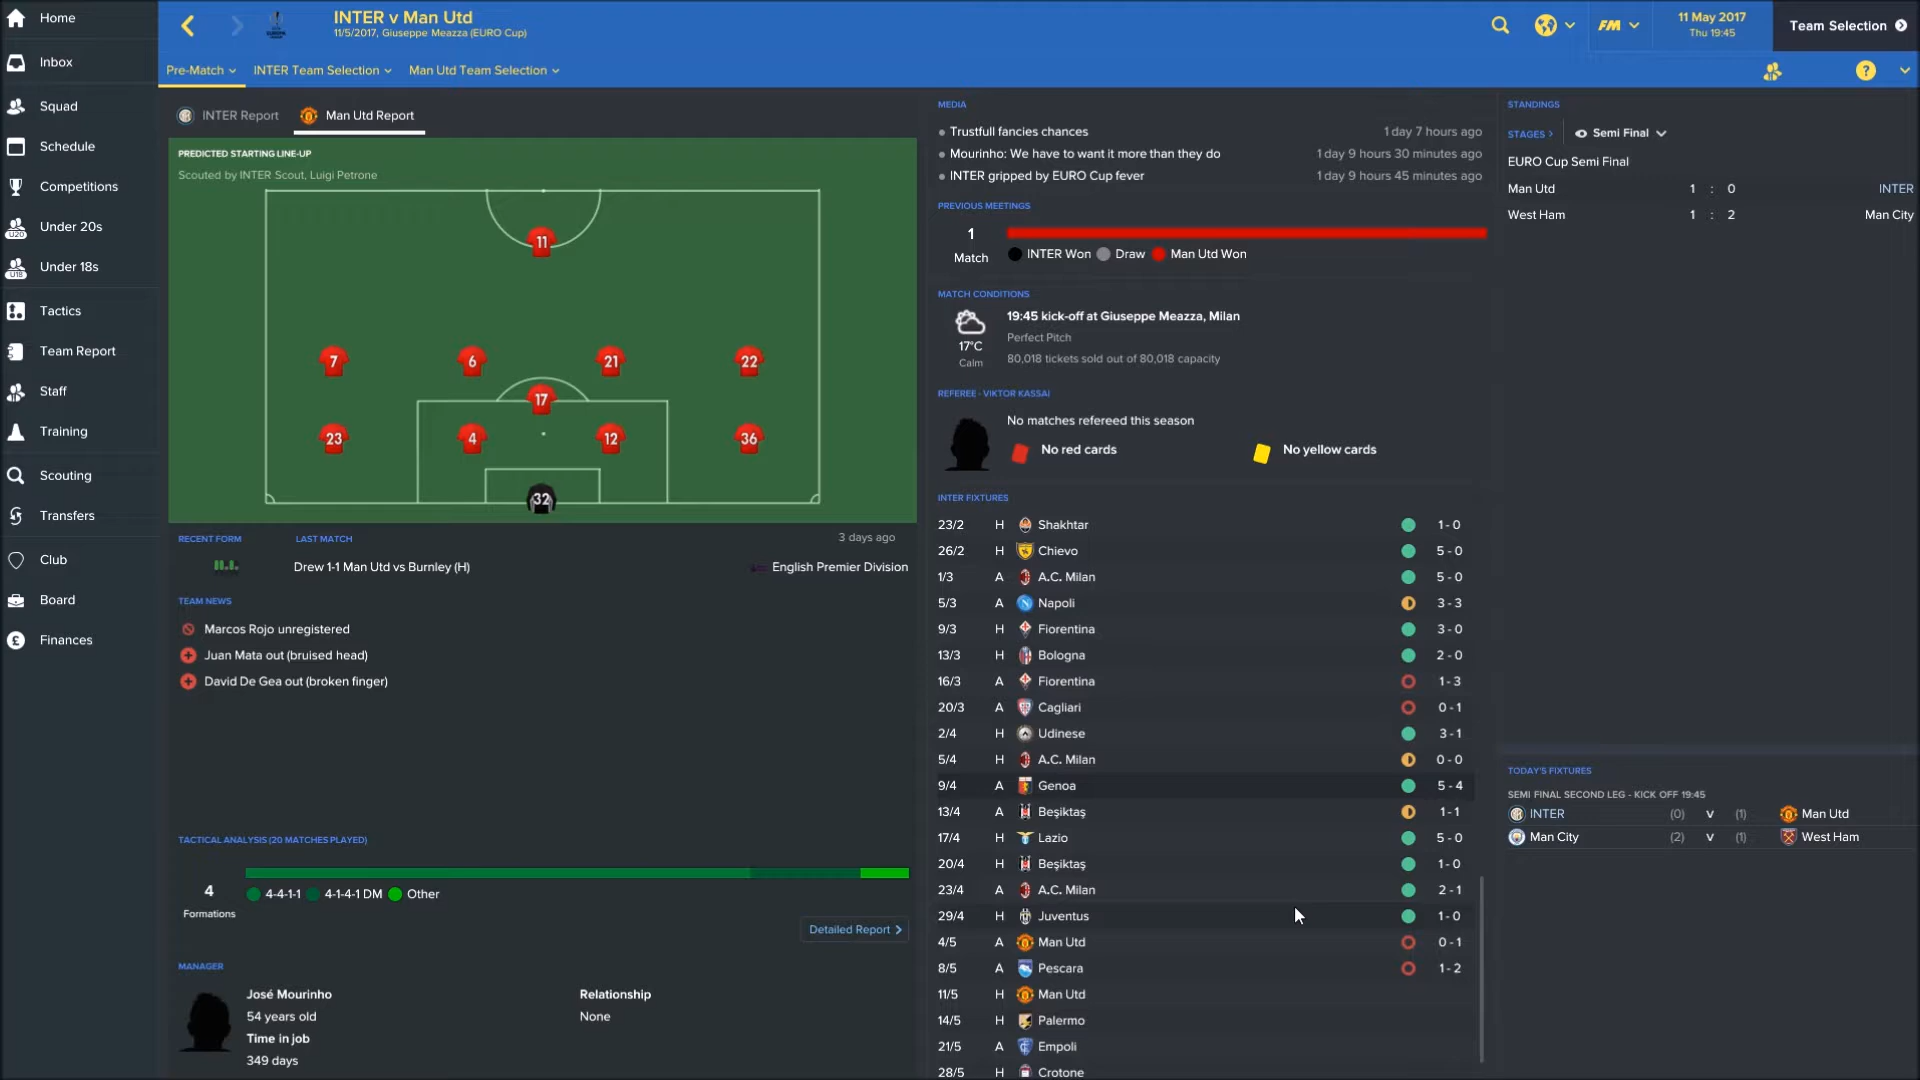 Home
Inbox
Squad
Schedule
Competitions
U20 Under 20s
U18 Under 18s
Tactics
Team Report
Staff
Training
Scouting
Transfers
Club
Board
£ Finances
INTER v Man Utd
11/5/2017, Giuseppe Meazza (EURO Cup)
FM
11 May 2017
Thu 19:45
Team Selection
Pre-Match
INTER Team Selection
Man Utd Team Selection
?
INTER Report
Man Utd Report
PREDICTED STARTING LINE-UP
Scouted by INTER Scout, Luigi Petrone
11
7 6 21 22
17
23 4 12 36
32
RECENT FORM
LAST MATCH
3 days ago
Drew 1-1 Man Utd vs Burnley (H)
English Premier Division
TEAM NEWS
Marcos Rojo unregistered
Juan Mata out (bruised head)
David De Gea out (broken finger)
TACTICAL ANALYSIS (20 MATCHES PLAYED)
4
Formations
4-4-1-1
4-1-4-1 DM
Other
Detailed Report
MANAGER
José Mourinho
54 years old
Time in job
349 days
Relationship
None
MEDIA
Trustfull fancies chances 1 day 7 hours ago
Mourinho: We have to want it more than they do 1 day 9 hours 30 minutes ago
INTER gripped by EURO Cup fever 1 day 9 hours 45 minutes ago
PREVIOUS MEETINGS
1
Match
INTER Won
Draw
Man Utd Won
MATCH CONDITIONS
17°C
Calm
19:45 kick-off at Giuseppe Meazza, Milan
Perfect Pitch
80,018 tickets sold out of 80,018 capacity
REFEREE - VIKTOR KASSAI
No matches refereed this season
No red cards
No yellow cards
INTER FIXTURES
23/2 H Shakhtar 1-0
26/2 H Chievo 5-0
1/3 A A.C. Milan 5-0
5/3 A Napoli 3-3
9/3 H Fiorentina 3-0
13/3 H Bologna 2-0
16/3 A Fiorentina 1-3
20/3 A Cagliari 0-1
2/4 H Udinese 3-1
5/4 H A.C. Milan 0-0
9/4 A Genoa 5-4
13/4 A Beşiktaş 1-1
17/4 H Lazio 5-0
20/4 H Beşiktaş 1-0
23/4 A A.C. Milan 2-1
29/4 H Juventus 1-0
4/5 A Man Utd 0-1
8/5 A Pescara 1-2
11/5 H Man Utd
14/5 H Palermo
21/5 A Empoli
28/5 H Crotone
STANDINGS
STAGES
Semi Final
EURO Cup Semi Final
Man Utd 1 : 0 INTER
West Ham 1 : 2 Man City
TODAY'S FIXTURES
SEMI FINAL SECOND LEG - KICK OFF 19:45
INTER (0) v (1) Man Utd
Man City (2) v (1) West Ham